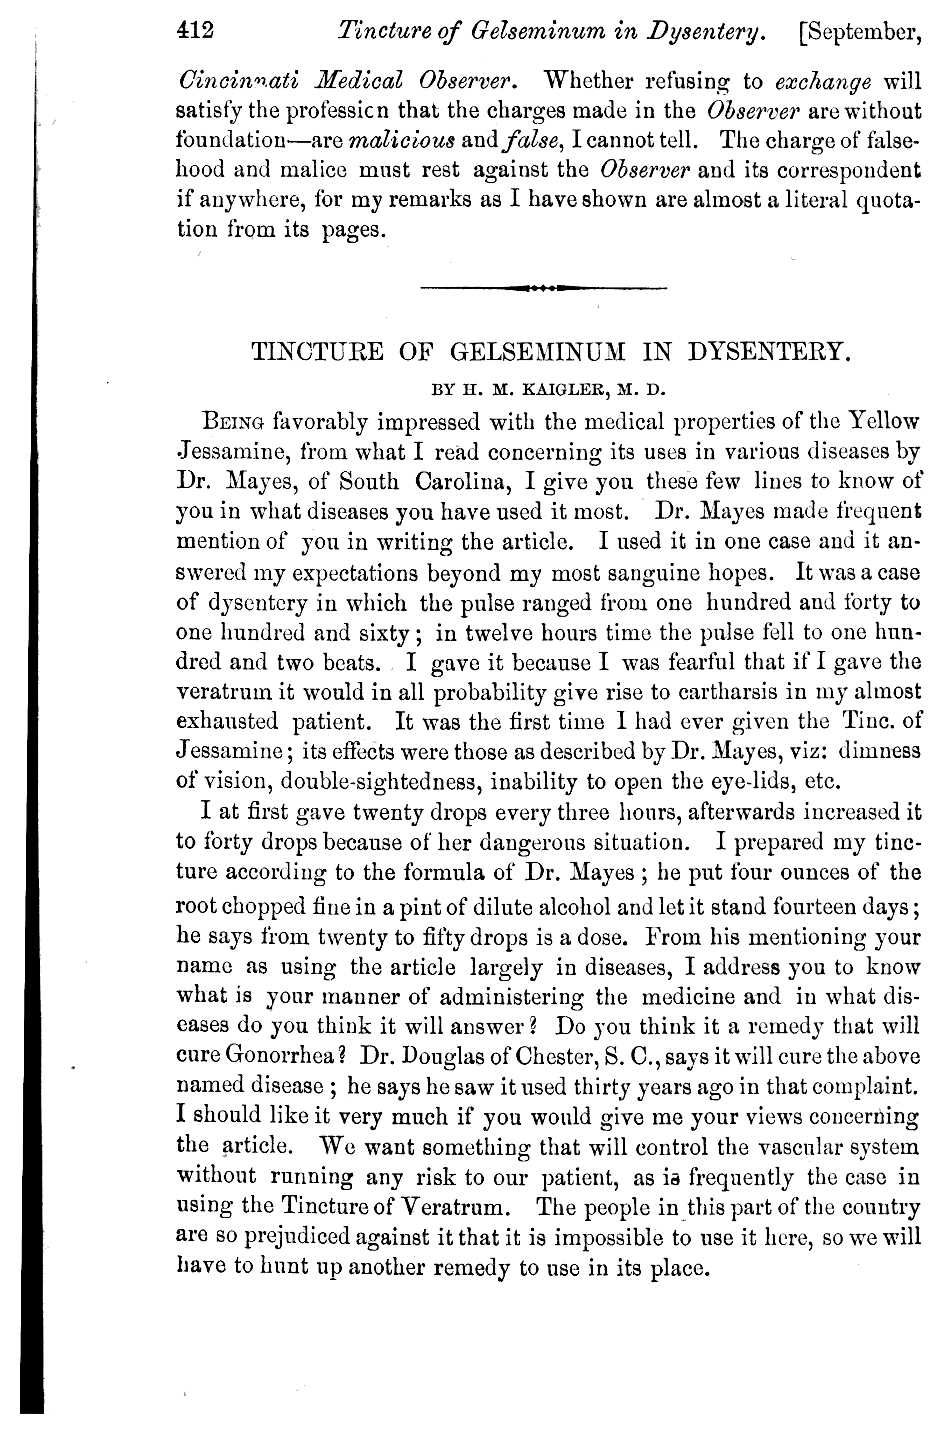 412 Tincture of Gelseminum in Dysentery. [September,
Cincinnati Medical Observer. Whether refusing to exchange will
satisfy the profession that the charges made in the Observer are without
foundation—are malicious and false, I cannot tell. The charge of false-
hood and malice must rest against the Observer and its correspondent
if anywhere, for my remarks as I have shown are almost a literal quota-
tion from its pages.
TINCTURE OF GELSEMINUM IN DYSENTERY.
BY H. M. KAIGLER, M. D.
BEING favorably impressed with the medical properties of the Yellow
Jessamine, from what I read concerning its uses in various diseases by
Dr. Mayes, of South Carolina, I give you these few lines to know of
you in what diseases you have used it most. Dr. Mayes made frequent
mention of you in writing the article. I used it in one case and it an-
swered my expectations beyond my most sanguine hopes. It was a case
of dysentery in which the pulse ranged from one hundred and forty to
one hundred and sixty; in twelve hours time the pulse fell to one hun-
dred and two beats. I gave it because I was fearful that if I gave the
veratrum it would in all probability give rise to cartharsis in my almost
exhausted patient. It was the first time I had ever given the Tinc. of
Jessamine; its effects were those as described by Dr. Mayes, viz: dimness
of vision, double-sightedness, inability to open the eye-lids, etc.
I at first gave twenty drops every three hours, afterwards increased it
to forty drops because of her dangerous situation. I prepared my tinc-
ture according to the formula of Dr. Mayes; he put four ounces of the
root chopped fine in a pint of dilute alcohol and let it stand fourteen days;
he says from twenty to fifty drops is a dose. From his mentioning your
name as using the article largely in diseases, I address you to know
what is your manner of administering the medicine and in what dis-
eases do you think it will answer? Do you think it a remedy that will
cure Gonorrhea? Dr. Douglas of Chester, S. C., says it will cure the above
named disease; he says he saw it used thirty years ago in that complaint.
I should like it very much if you would give me your views concerning
the article. We want something that will control the vascular system
without running any risk to our patient, as is frequently the case in
using the Tincture of Veratrum. The people in this part of the country
are so prejudiced against it that it is impossible to use it here, so we will
have to hunt up another remedy to use in its place.